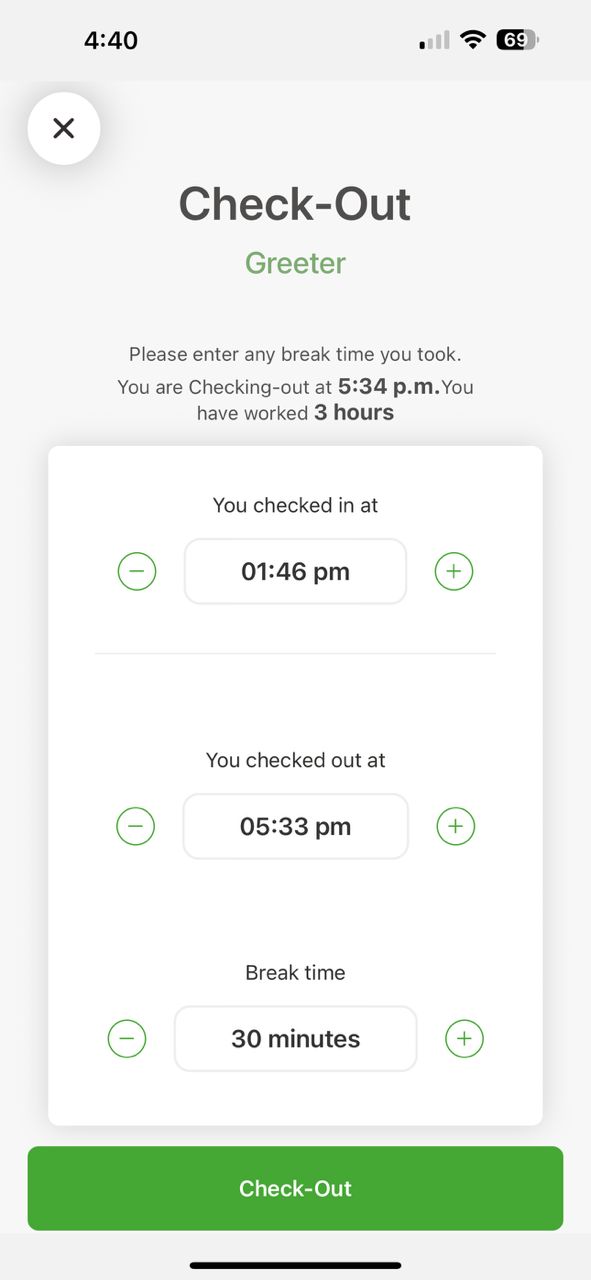 4:40
69
Check-Out
Greeter
Please enter any break time you took.
You are Checking-out at 5:34 p.m.You
have worked 3 hours
You checked in at
01:46 pm
You checked out at
05:33 pm
Break time
30 minutes
Check-Out